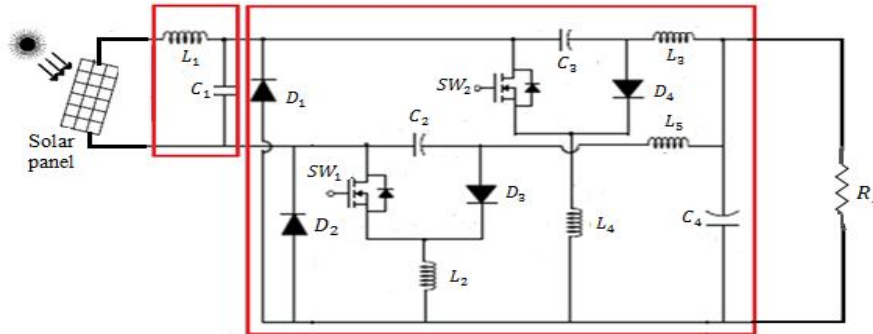 L₁
C₃
L₃
C₁
D₁
SW₂
D₄
C₂
L₅
Solar
panel
SW₁
D₃
D₂
L₄
C₄
L₂